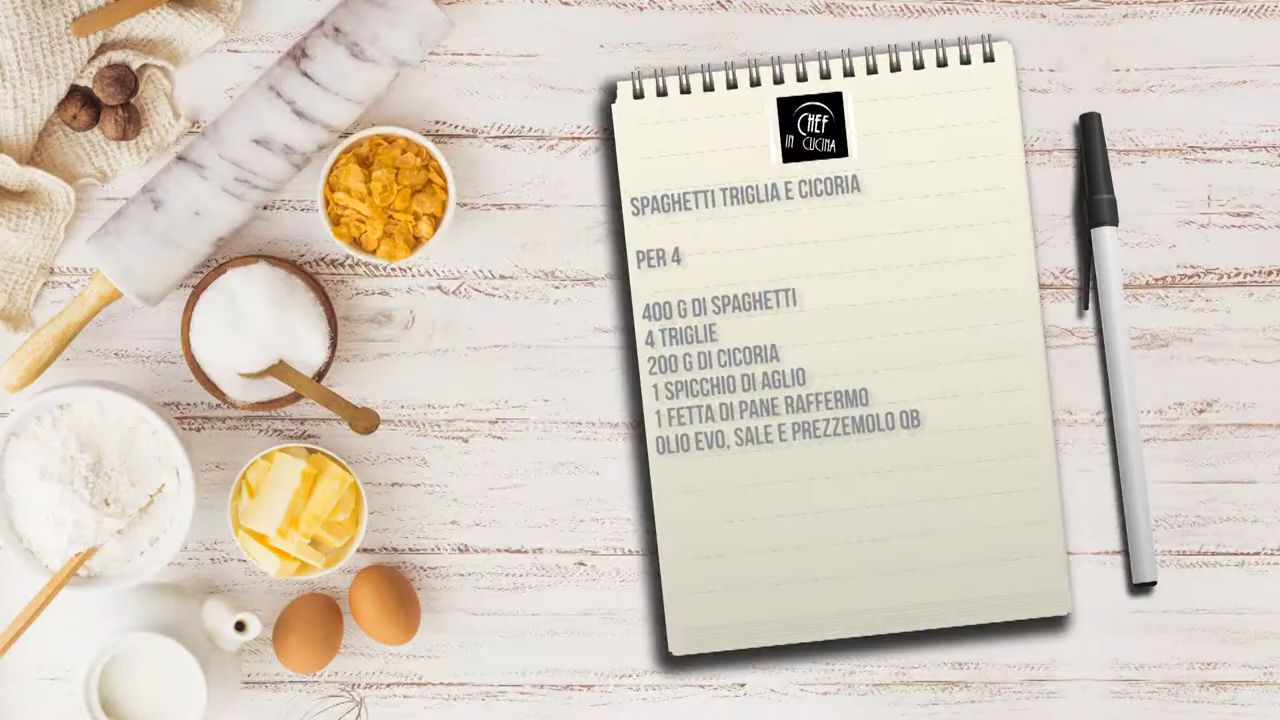 CHEF
IN CUCINA
SPAGHETTI TRIGLIA E CICORIA
PER 4
400 G DI SPAGHETTI
4 TRIGLIE
200 G DI CICORIA
1 SPICCHIO DI AGLIO
1 FETTA DI PANE RAFFERMO
OLIO EVO, SALE E PREZZEMOLO QB